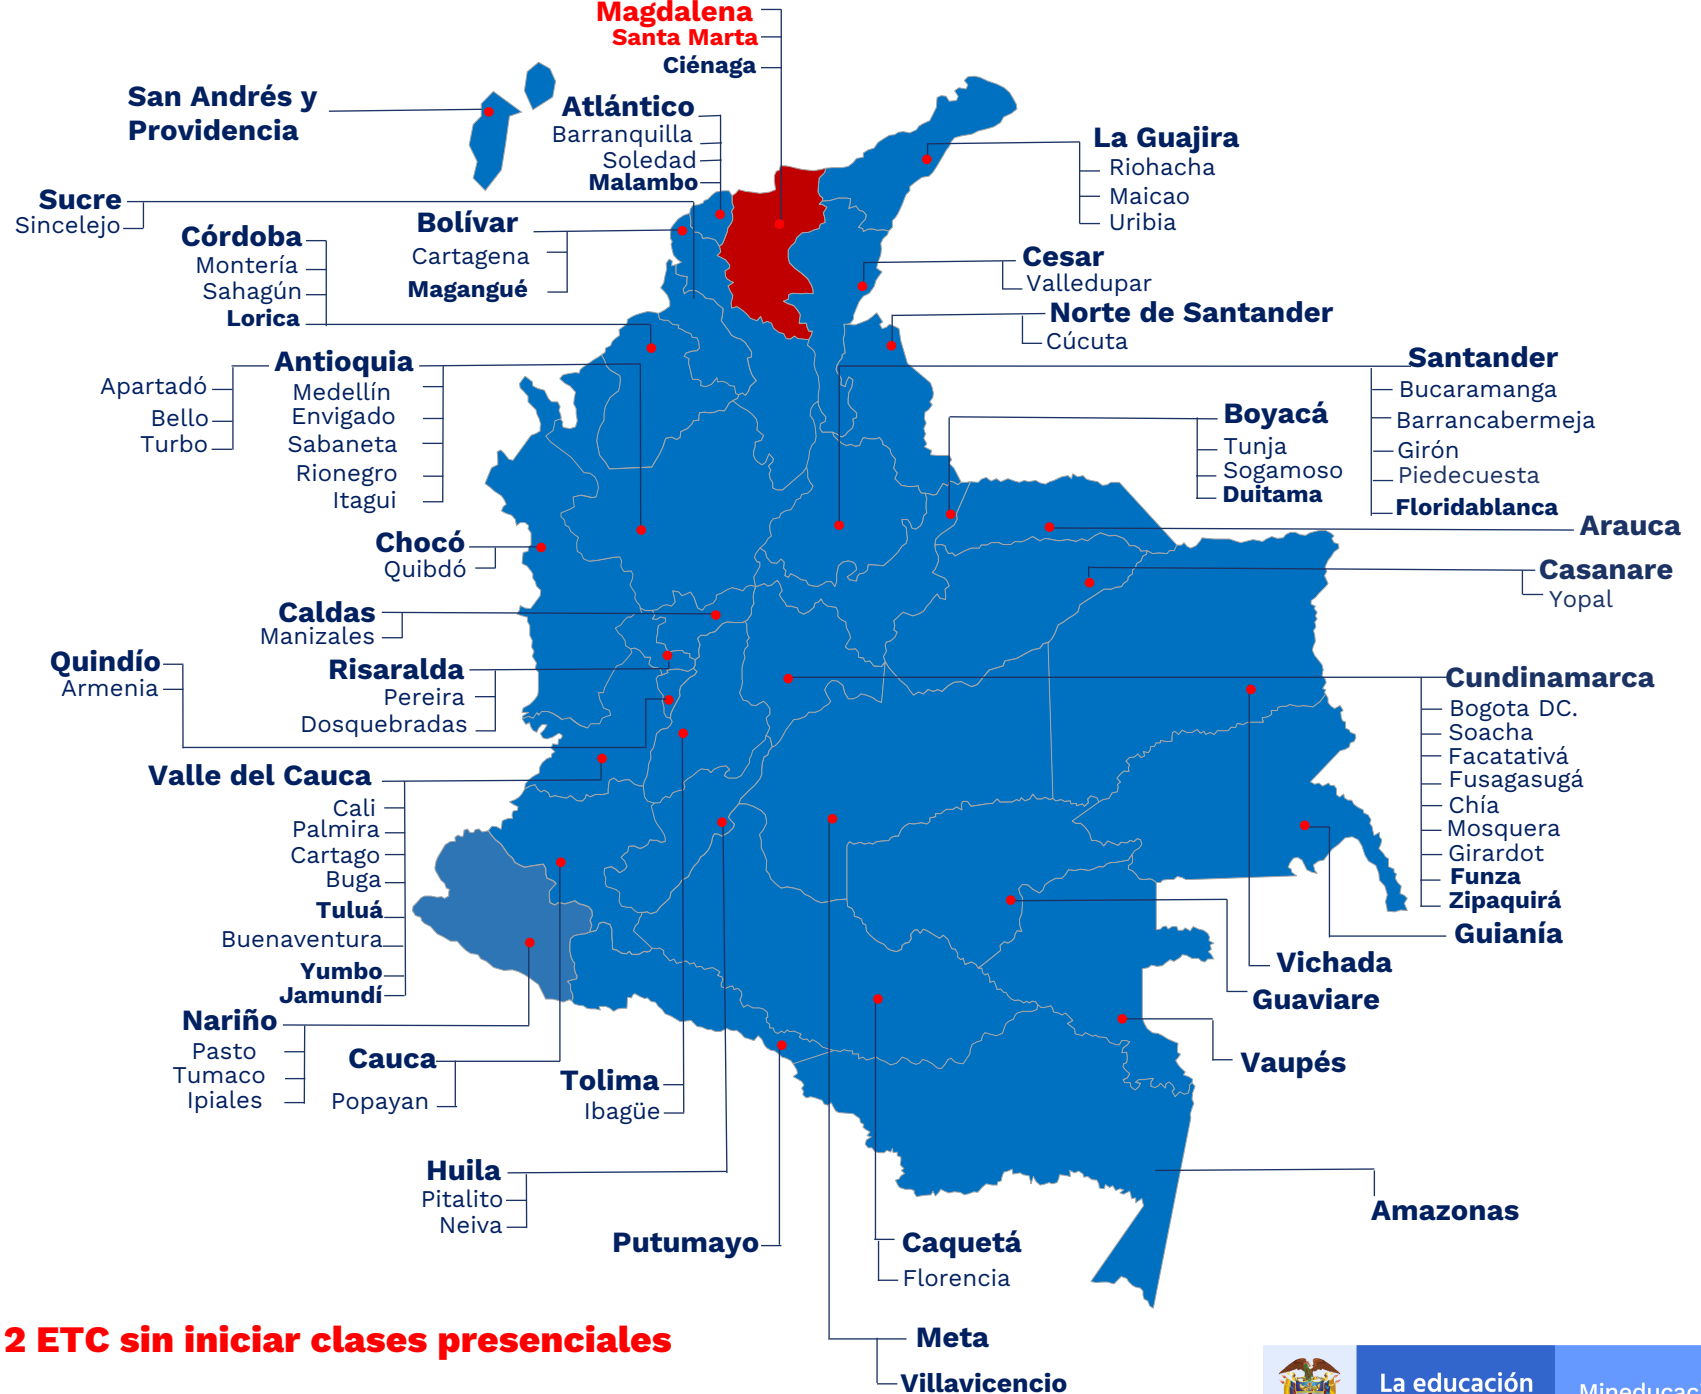 Magdalena
Santa Marta
Ciénaga
San Andrés y
Providencia
Atlántico
Barranquilla
Soledad
Malambo
La Guajira
Riohacha
Maicao
Uribia
Sucre
Sincelejo
Bolívar
Cartagena
Magangué
Córdoba
Montería
Sahagún
Lorica
Cesar
Valledupar
Norte de Santander
Cúcuta
Antioquia
Medellín
Envigado
Sabaneta
Rionegro
Itagui
Apartadó
Bello
Turbo
Santander
Bucaramanga
Barrancabermeja
Girón
Piedecuesta
Floridablanca
Boyacá
Tunja
Sogamoso
Duitama
Arauca
Chocó
Quibdó
Casanare
Yopal
Caldas
Manizales
Quindío
Armenia
Risaralda
Pereira
Dosquebradas
Cundinamarca
Bogota DC.
Soacha
Facatativá
Fusagasugá
Chía
Mosquera
Girardot
Funza
Zipaquirá
Valle del Cauca
Cali
Palmira
Cartago
Buga
Tuluá
Buenaventura
Yumbo
Jamundí
Guianía
Vichada
Guaviare
Nariño
Pasto
Tumaco
Ipiales
Cauca
Popayan
Tolima
Ibagüe
Vaupés
Huila
Pitalito
Neiva
Amazonas
Putumayo
Caquetá
Florencia
2 ETC sin iniciar clases presenciales
Meta
Villavicencio
La educación